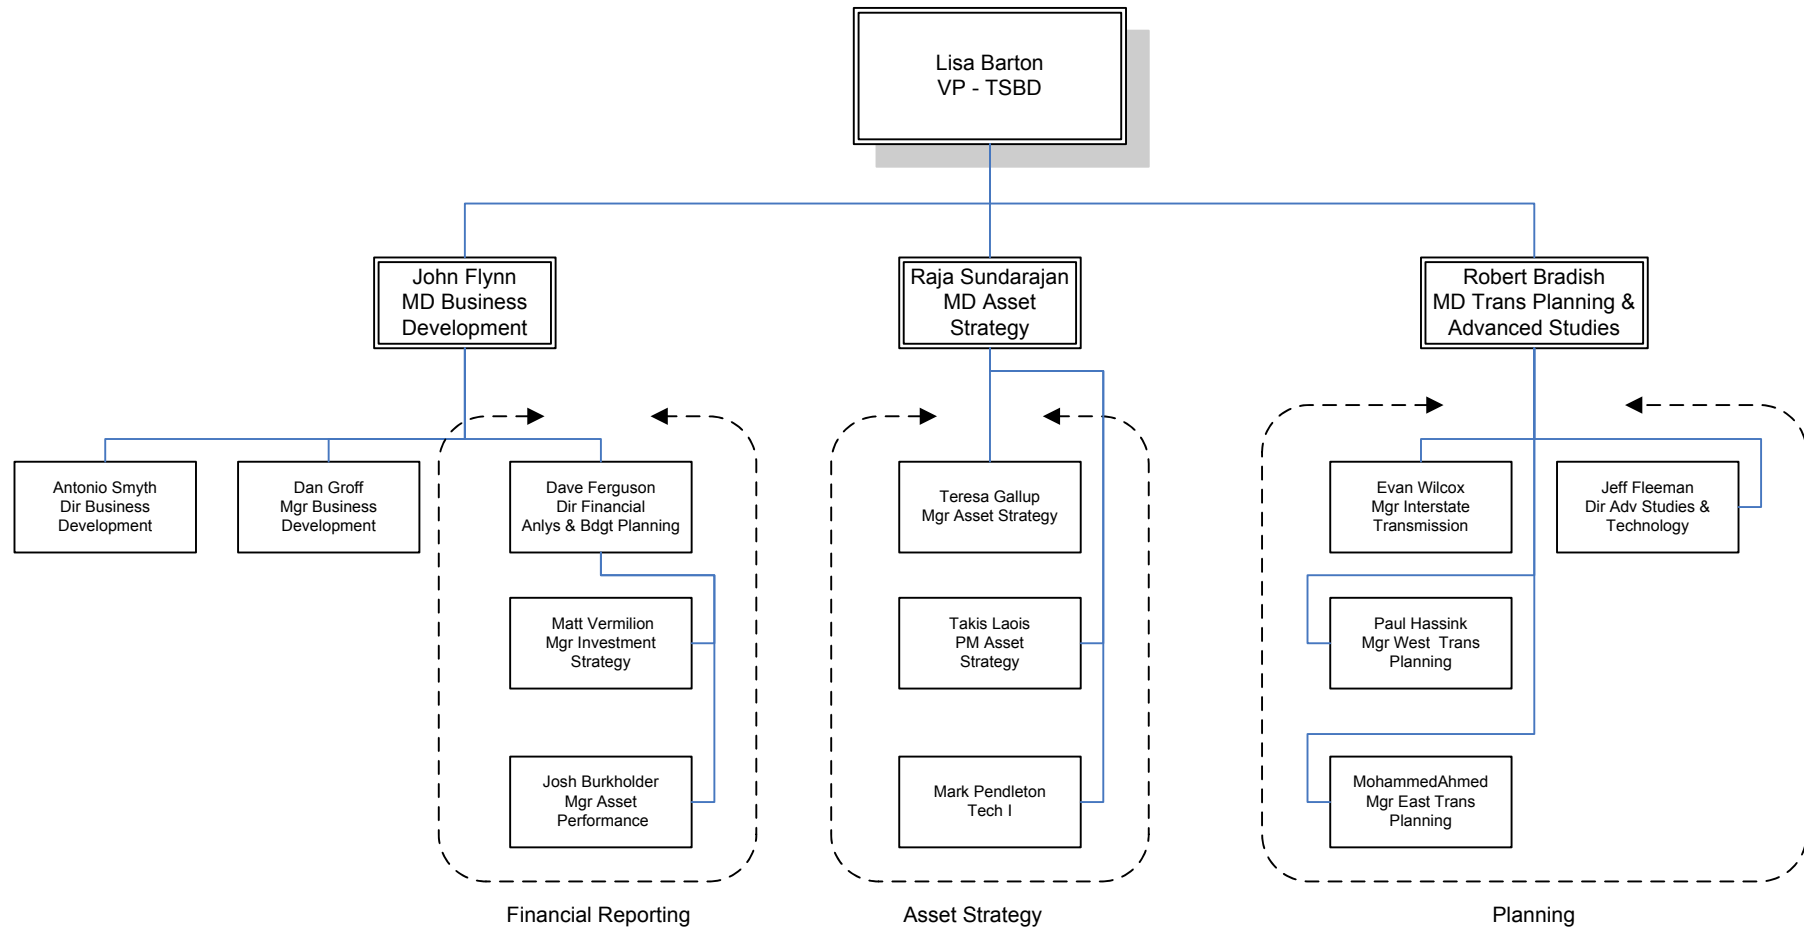 Lisa Barton
VP - TSBD
John Flynn
MD Business
Development
Raja Sundarajan
MD Asset
Strategy
Robert Bradish
MD Trans Planning &
Advanced Studies
Antonio Smyth
Dir Business
Development
Dan Groff
Mgr Business
Development
Dave Ferguson
Dir Financial
Anlys & Bdgt Planning
Teresa Gallup
Mgr Asset Strategy
Evan Wilcox
Mgr Interstate
Transmission
Jeff Fleeman
Dir Adv Studies &
Technology
Matt Vermilion
Mgr Investment
Strategy
Takis Laois
PM Asset
Strategy
Paul Hassink
Mgr West  Trans
Planning
Josh Burkholder
Mgr Asset
Performance
Mark Pendleton
Tech I
MohammedAhmed
Mgr East Trans
Planning
Financial Reporting
Asset Strategy
Planning